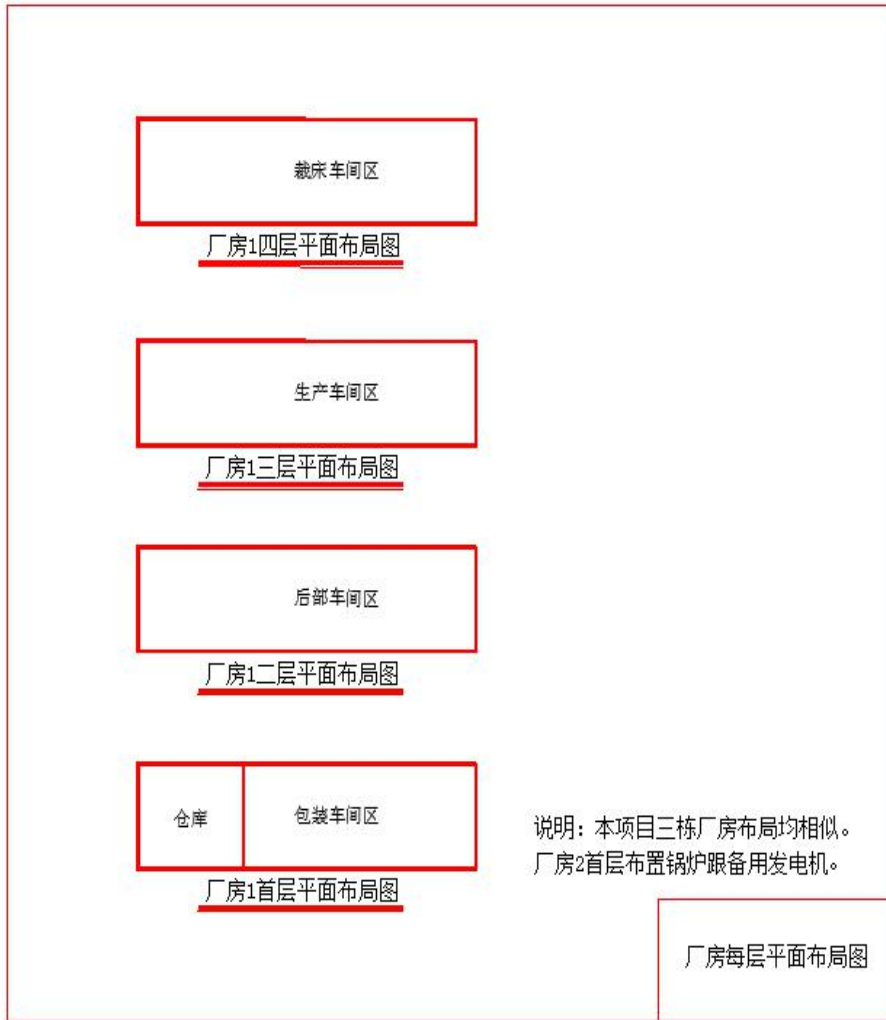 裁床车间区
厂房1四层平面布局图
生产车间区
厂房1三层平面布局图
后部车间区
厂房1二层平面布局图
仓库 包装车间区
厂房1首层平面布局图
说明：本项目三栋厂房布局均相似。
厂房2首层布置锅炉跟备用发电机。
厂房每层平面布局图